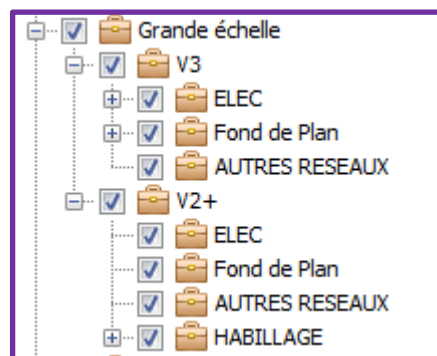 Grande échelle
V3
ELEC
Fond de Plan
AUTRES RESEAUX
V2+
ELEC
Fond de Plan
AUTRES RESEAUX
HABILLAGE